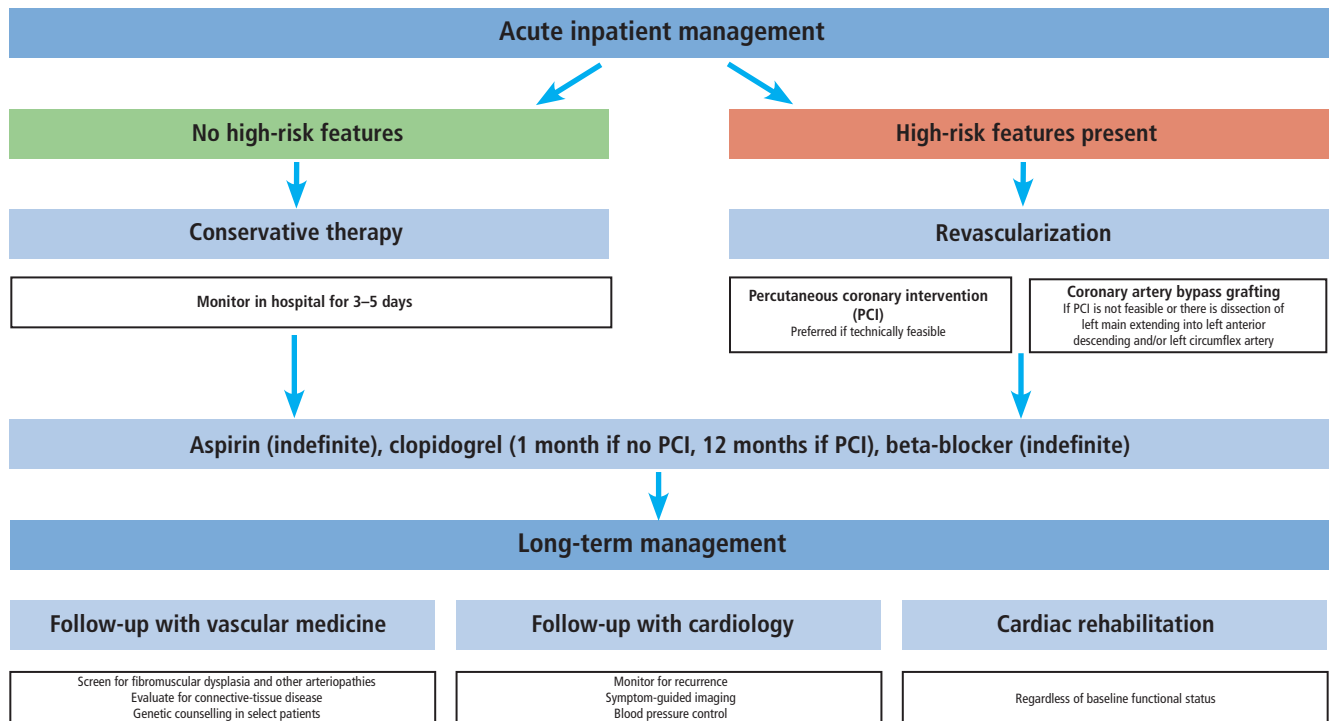 Acute inpatient management
No high-risk features
High-risk features present
Conservative therapy
Revascularization
Monitor in hospital for 3–5 days
Percutaneous coronary intervention
(PCI)
Preferred if technically feasible
Coronary artery bypass grafting
If PCI is not feasible or there is dissection of
left main extending into left anterior
descending and/or left circumflex artery
Aspirin (indefinite), clopidogrel (1 month if no PCI, 12 months if PCI), beta-blocker (indefinite)
Long-term management
Follow-up with vascular medicine
Screen for fibromuscular dysplasia and other arteriopathies
Evaluate for connective-tissue disease
Genetic counselling in select patients
Follow-up with cardiology
Monitor for recurrence
Symptom-guided imaging
Blood pressure control
Cardiac rehabilitation
Regardless of baseline functional status